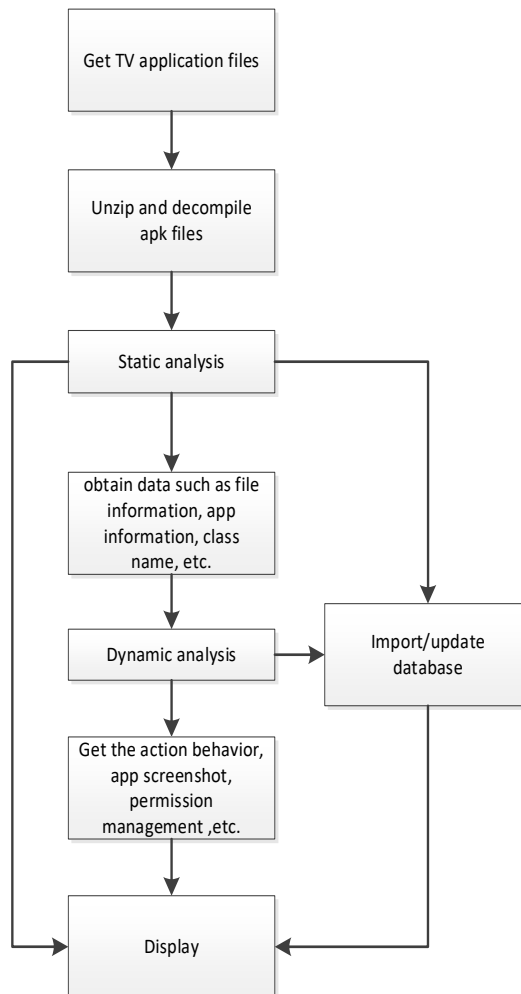 Get TV application files
Unzip and decompile
apk files
Static analysis
obtain data such as file
information, app
information, class
name, etc.
Dynamic analysis
Import/update
database
Get the action behavior,
app screenshot,
permission
management ,etc.
Display